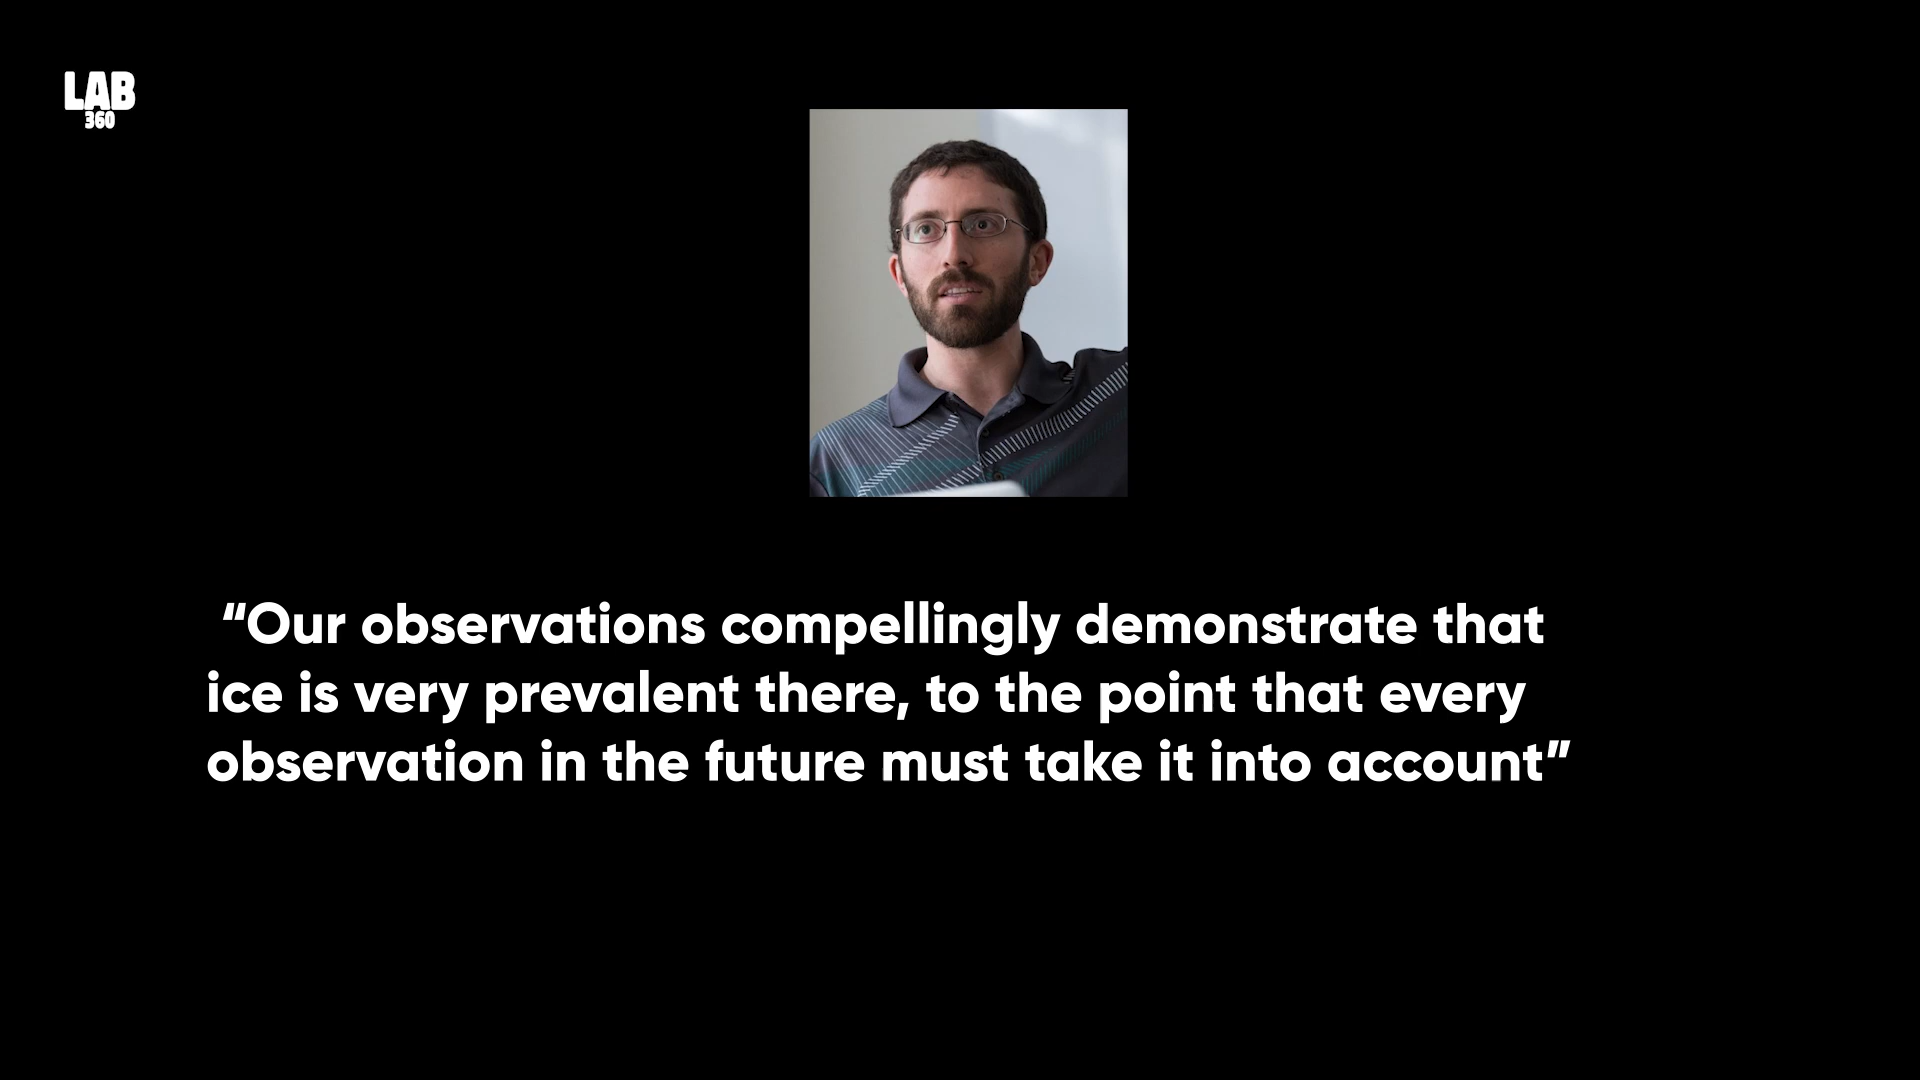 LAB
360
“Our observations compellingly demonstrate that
ice is very prevalent there, to the point that every
observation in the future must take it into account”